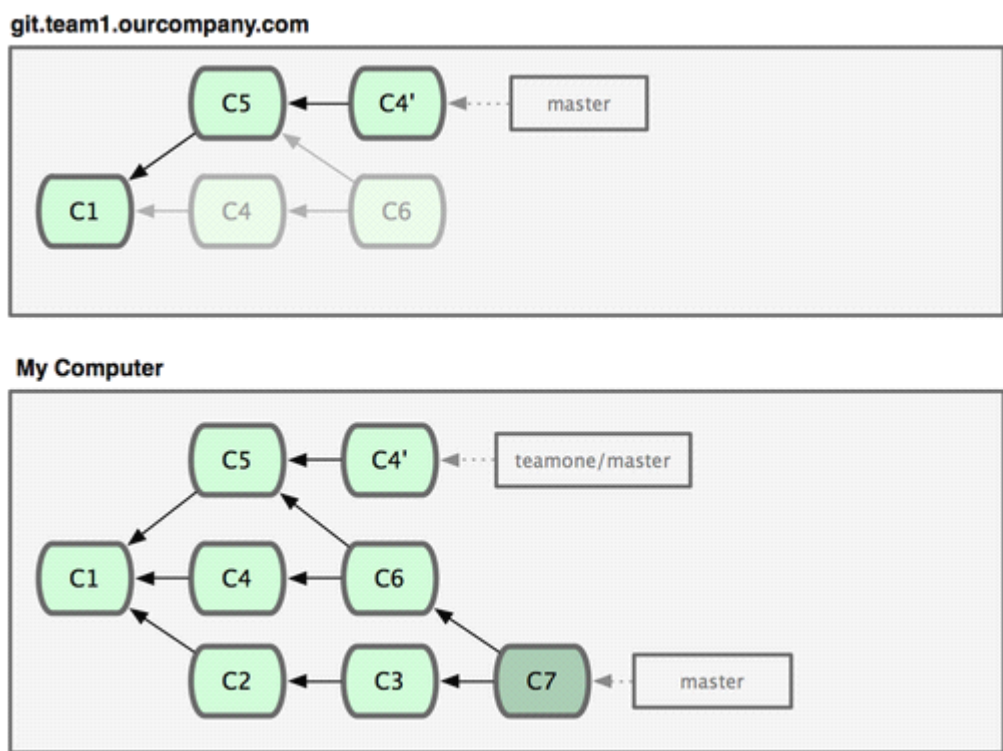 git.team1.ourcompany.com
C5 C4' master
C1 C4 C6
My Computer
C5 C4' teamone/master
C1 C4 C6
C2 C3 C7 master